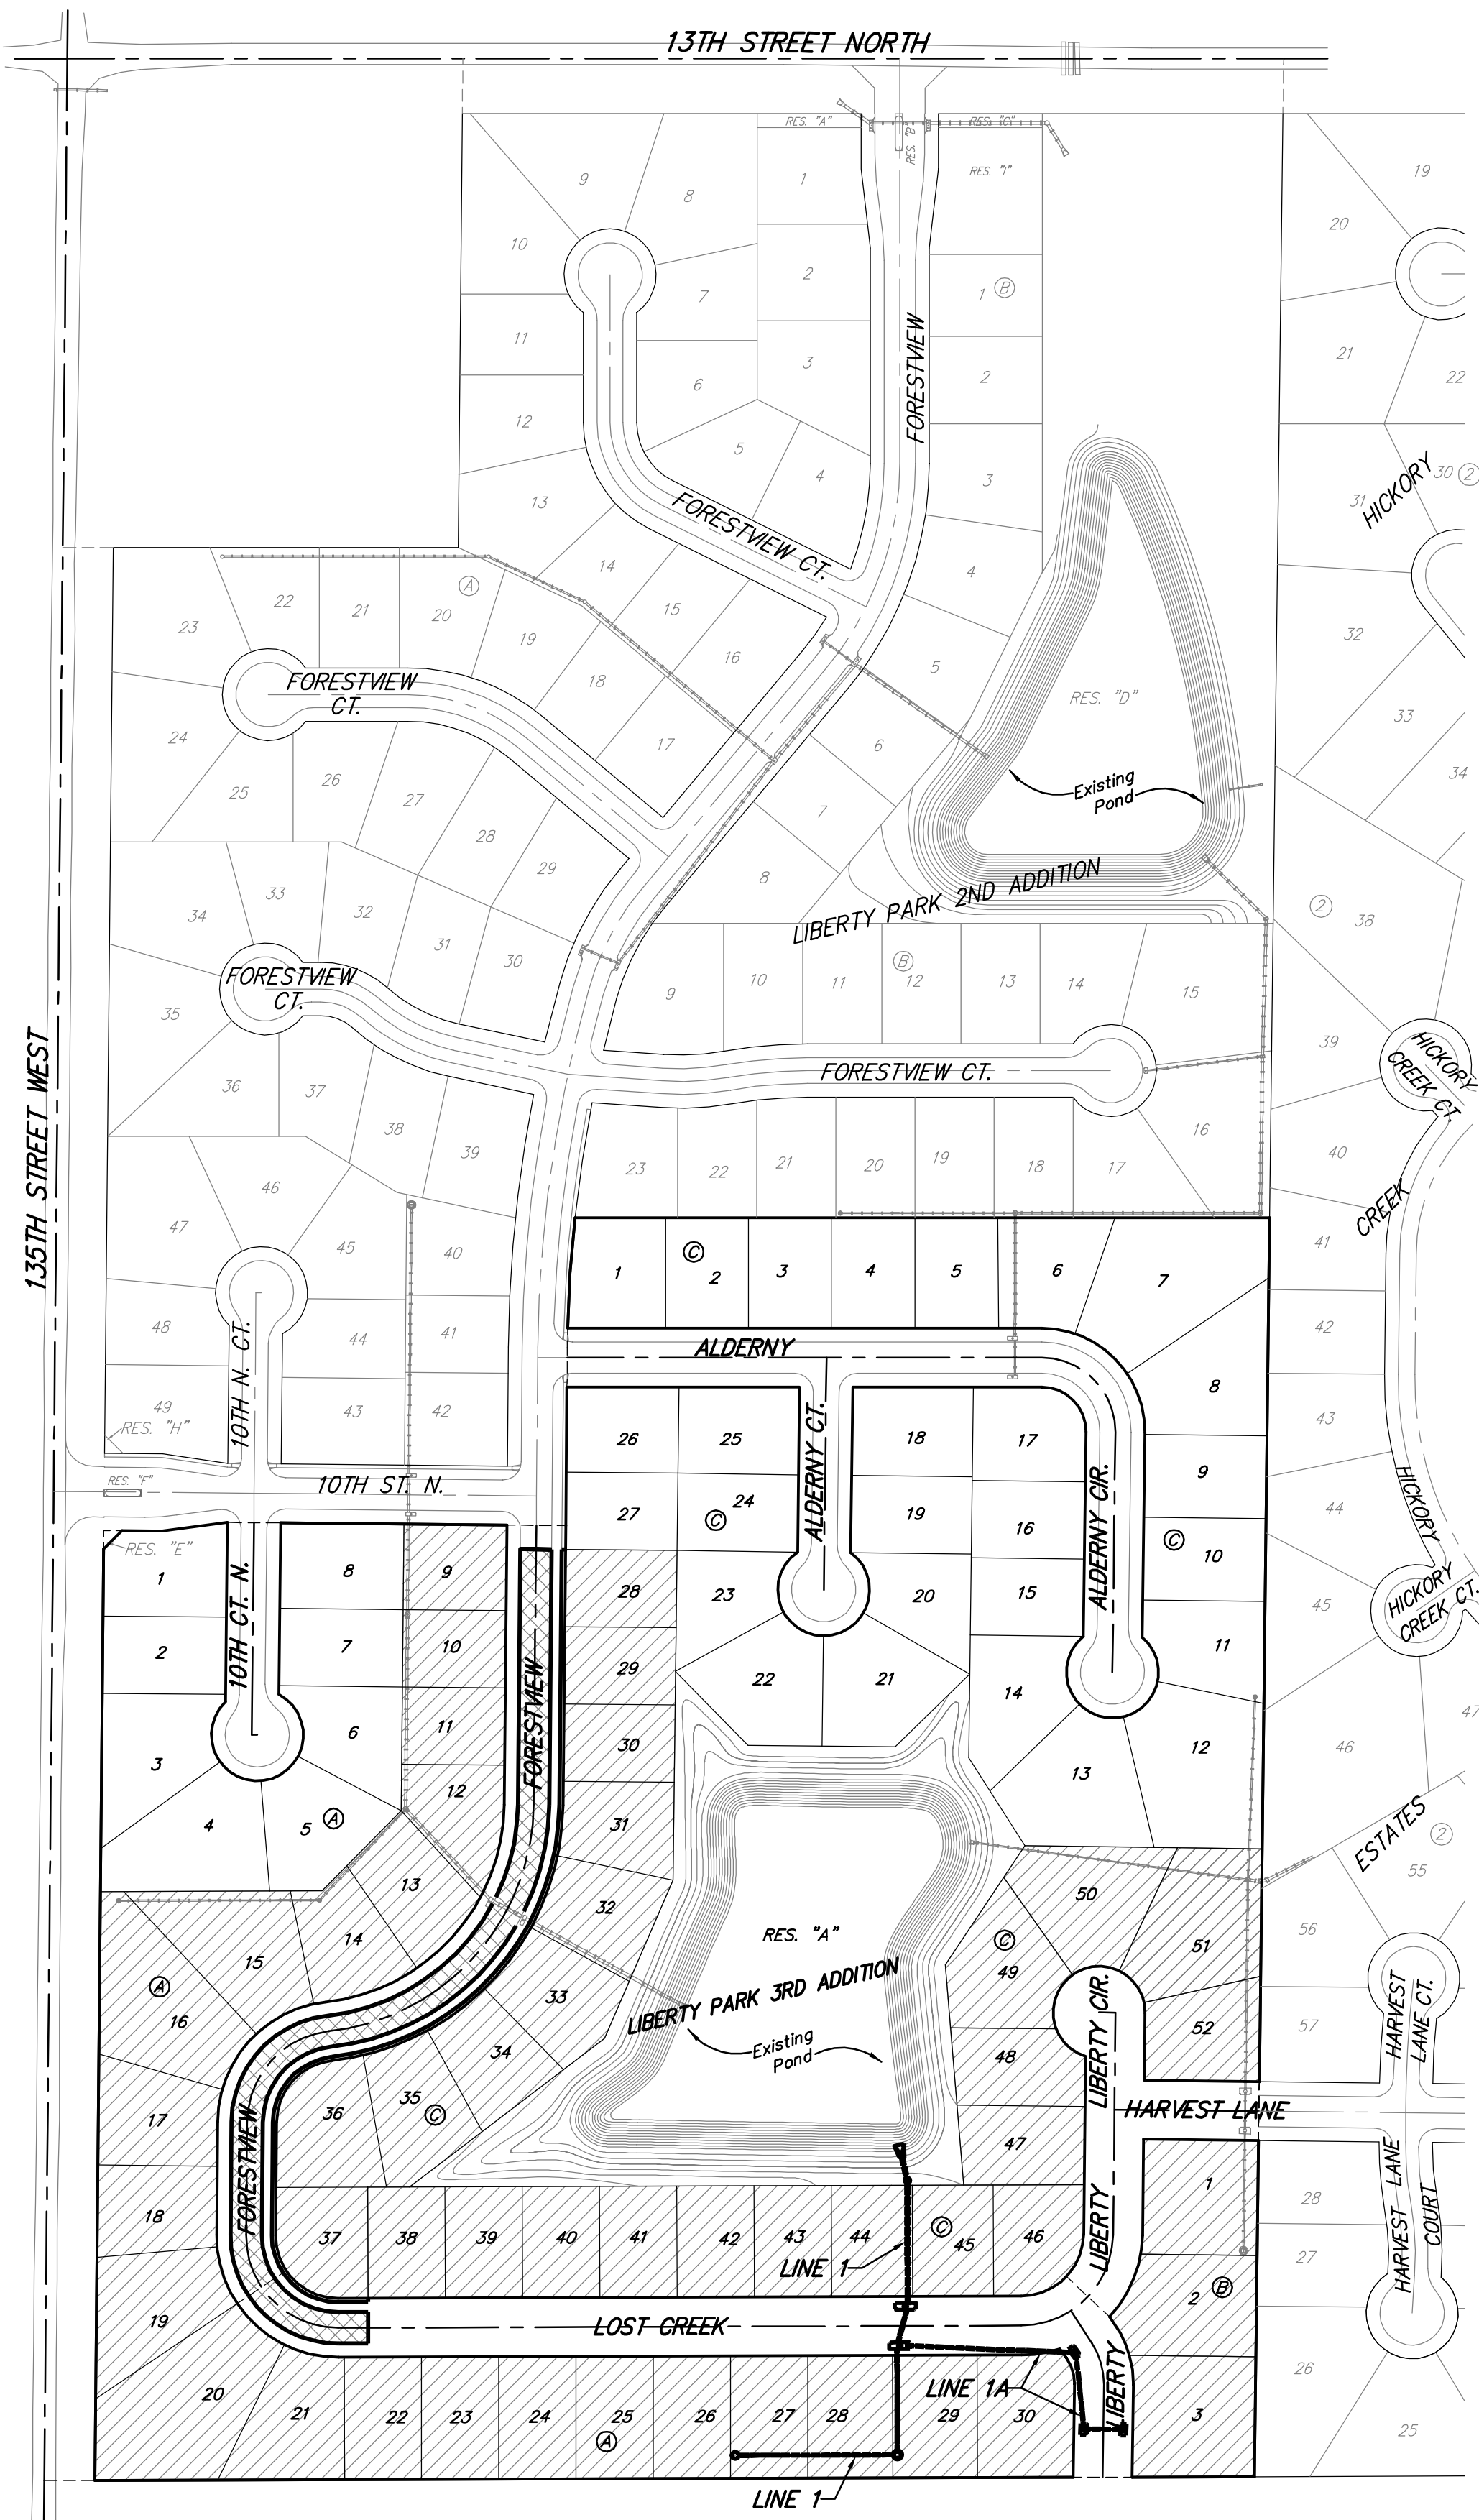 13TH STREET NORTH
RES. "A"
RES. "B"
RES. "C"
RES. "I"
9
8
1
19
10
2
20
7
1
B
11
3
21
6
2
22
12
5
4
3
30
2
31
HICKORY
13
FORESTVIEW
FORESTVIEW CT.
14
4
A
15
22
21
20
23
19
16
5
32
18
FORESTVIEW
CT.
RES. "D"
17
24
6
33
25
26
27
Existing
Pond
34
28
7
29
8
33
LIBERTY PARK 2ND ADDITION
34
32
2
38
31
30
B
FORESTVIEW
CT.
9
10
11
12
13
14
15
35
39
HICKORY
CREEK CT.
FORESTVIEW CT.
36
37
38
16
39
40
23
22
21
20
19
18
17
46
CREEK
135TH STREET WEST
47
45
40
41
C
1
2
3
4
5
6
7
48
44
41
42
ALDERNY
10TH N. CT.
8
49
43
42
43
RES. "H"
26
25
ALDERNY CT.
18
17
9
ALDERNY CIR.
HICKORY
RES. "F"
10TH ST. N.
27
24
C
19
16
44
C
10
RES. "E"
1
8
9
28
23
20
15
45
HICKORY
CREEK CT.
2
10TH CT. N.
7
10
29
22
21
14
11
FORESTVIEW
3
6
11
30
12
46
47
13
12
31
4
5
A
ESTATES
2
55
13
32
50
RES. "A"
14
C
51
56
15
A
16
33
49
LIBERTY PARK 3RD ADDITION
HARVEST
LANE CT.
LIBERTY CIR.
52
57
34
48
Existing
Pond
LIBERTY CIR.
17
36
35
C
HARVEST LANE
FORESTVIEW
47
1
28
HARVEST LANE
COURT
18
37
38
39
40
41
42
43
44
C
45
46
LIBERTY
27
LINE 1
2
B
19
LOST CREEK
26
LINE 1A
LIBERTY
20
21
22
23
24
25
A
26
27
28
29
30
3
25
LINE 1